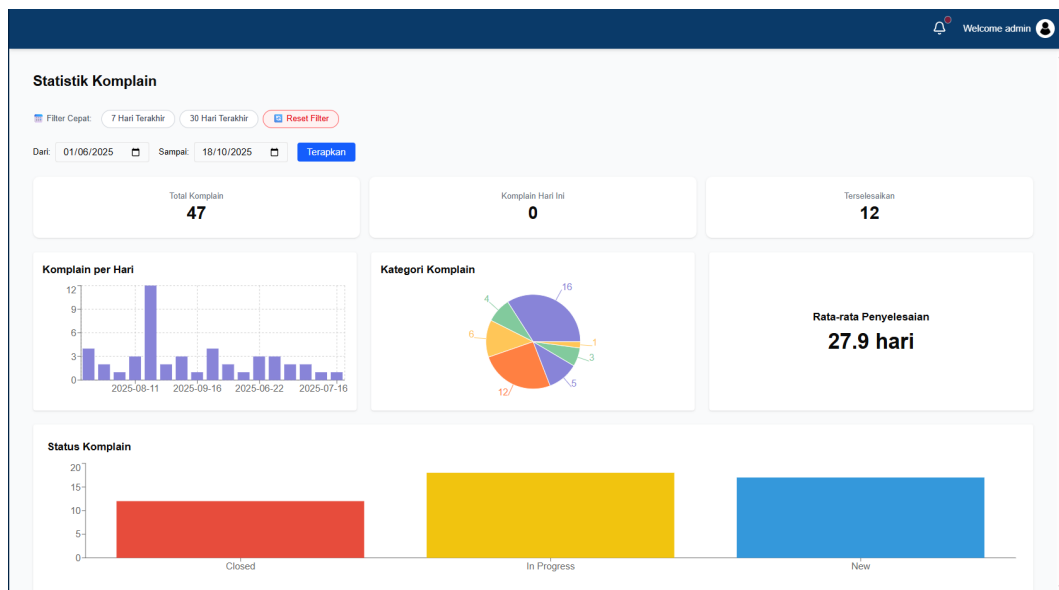 Welcome admin
Statistik Komplain
Filter Cepat: 7 Hari Terakhir 30 Hari Terakhir Reset Filter
Dari: 01/06/2025 Sampai: 18/10/2025 Terapkan
Total Komplain
47
Komplain Hari Ini
0
Terselesaikan
12
Komplain per Hari
12
9
6
3
0
2025-08-11 2025-09-16 2025-06-22 2025-07-16
Kategori Komplain
16
4
6
1
3
5
12
Rata-rata Penyelesaian
27.9 hari
Status Komplain
20
15
10
5
0
Closed In Progress New